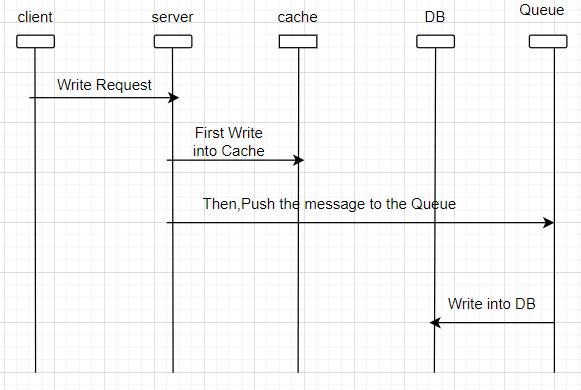 client
server
cache
DB
Queue
Write Request
First Write
into Cache
Then,Push the message to the Queue
Write into DB